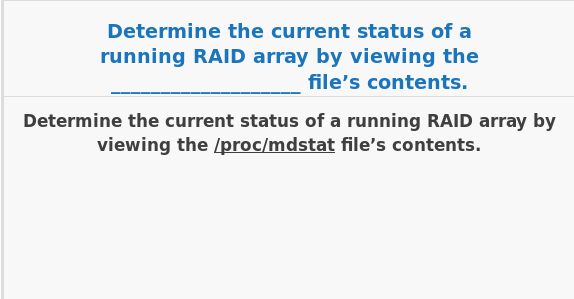 Determine the current status of a
running RAID array by viewing the
___________________ file’s contents.
Determine the current status of a running RAID array by
viewing the /proc/mdstat file’s contents.